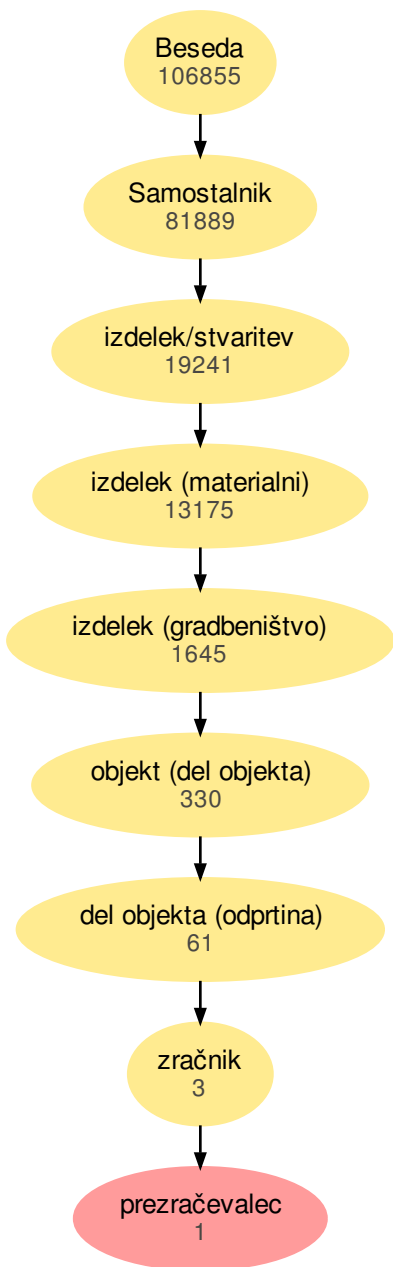 Beseda
106855
Samostalnik
81889
izdelek/stvaritev
19241
izdelek (materialni)
13175
izdelek (gradbeništvo)
1645
objekt (del objekta)
330
del objekta (odprtina)
61
zračnik
3
prezračevalec
1